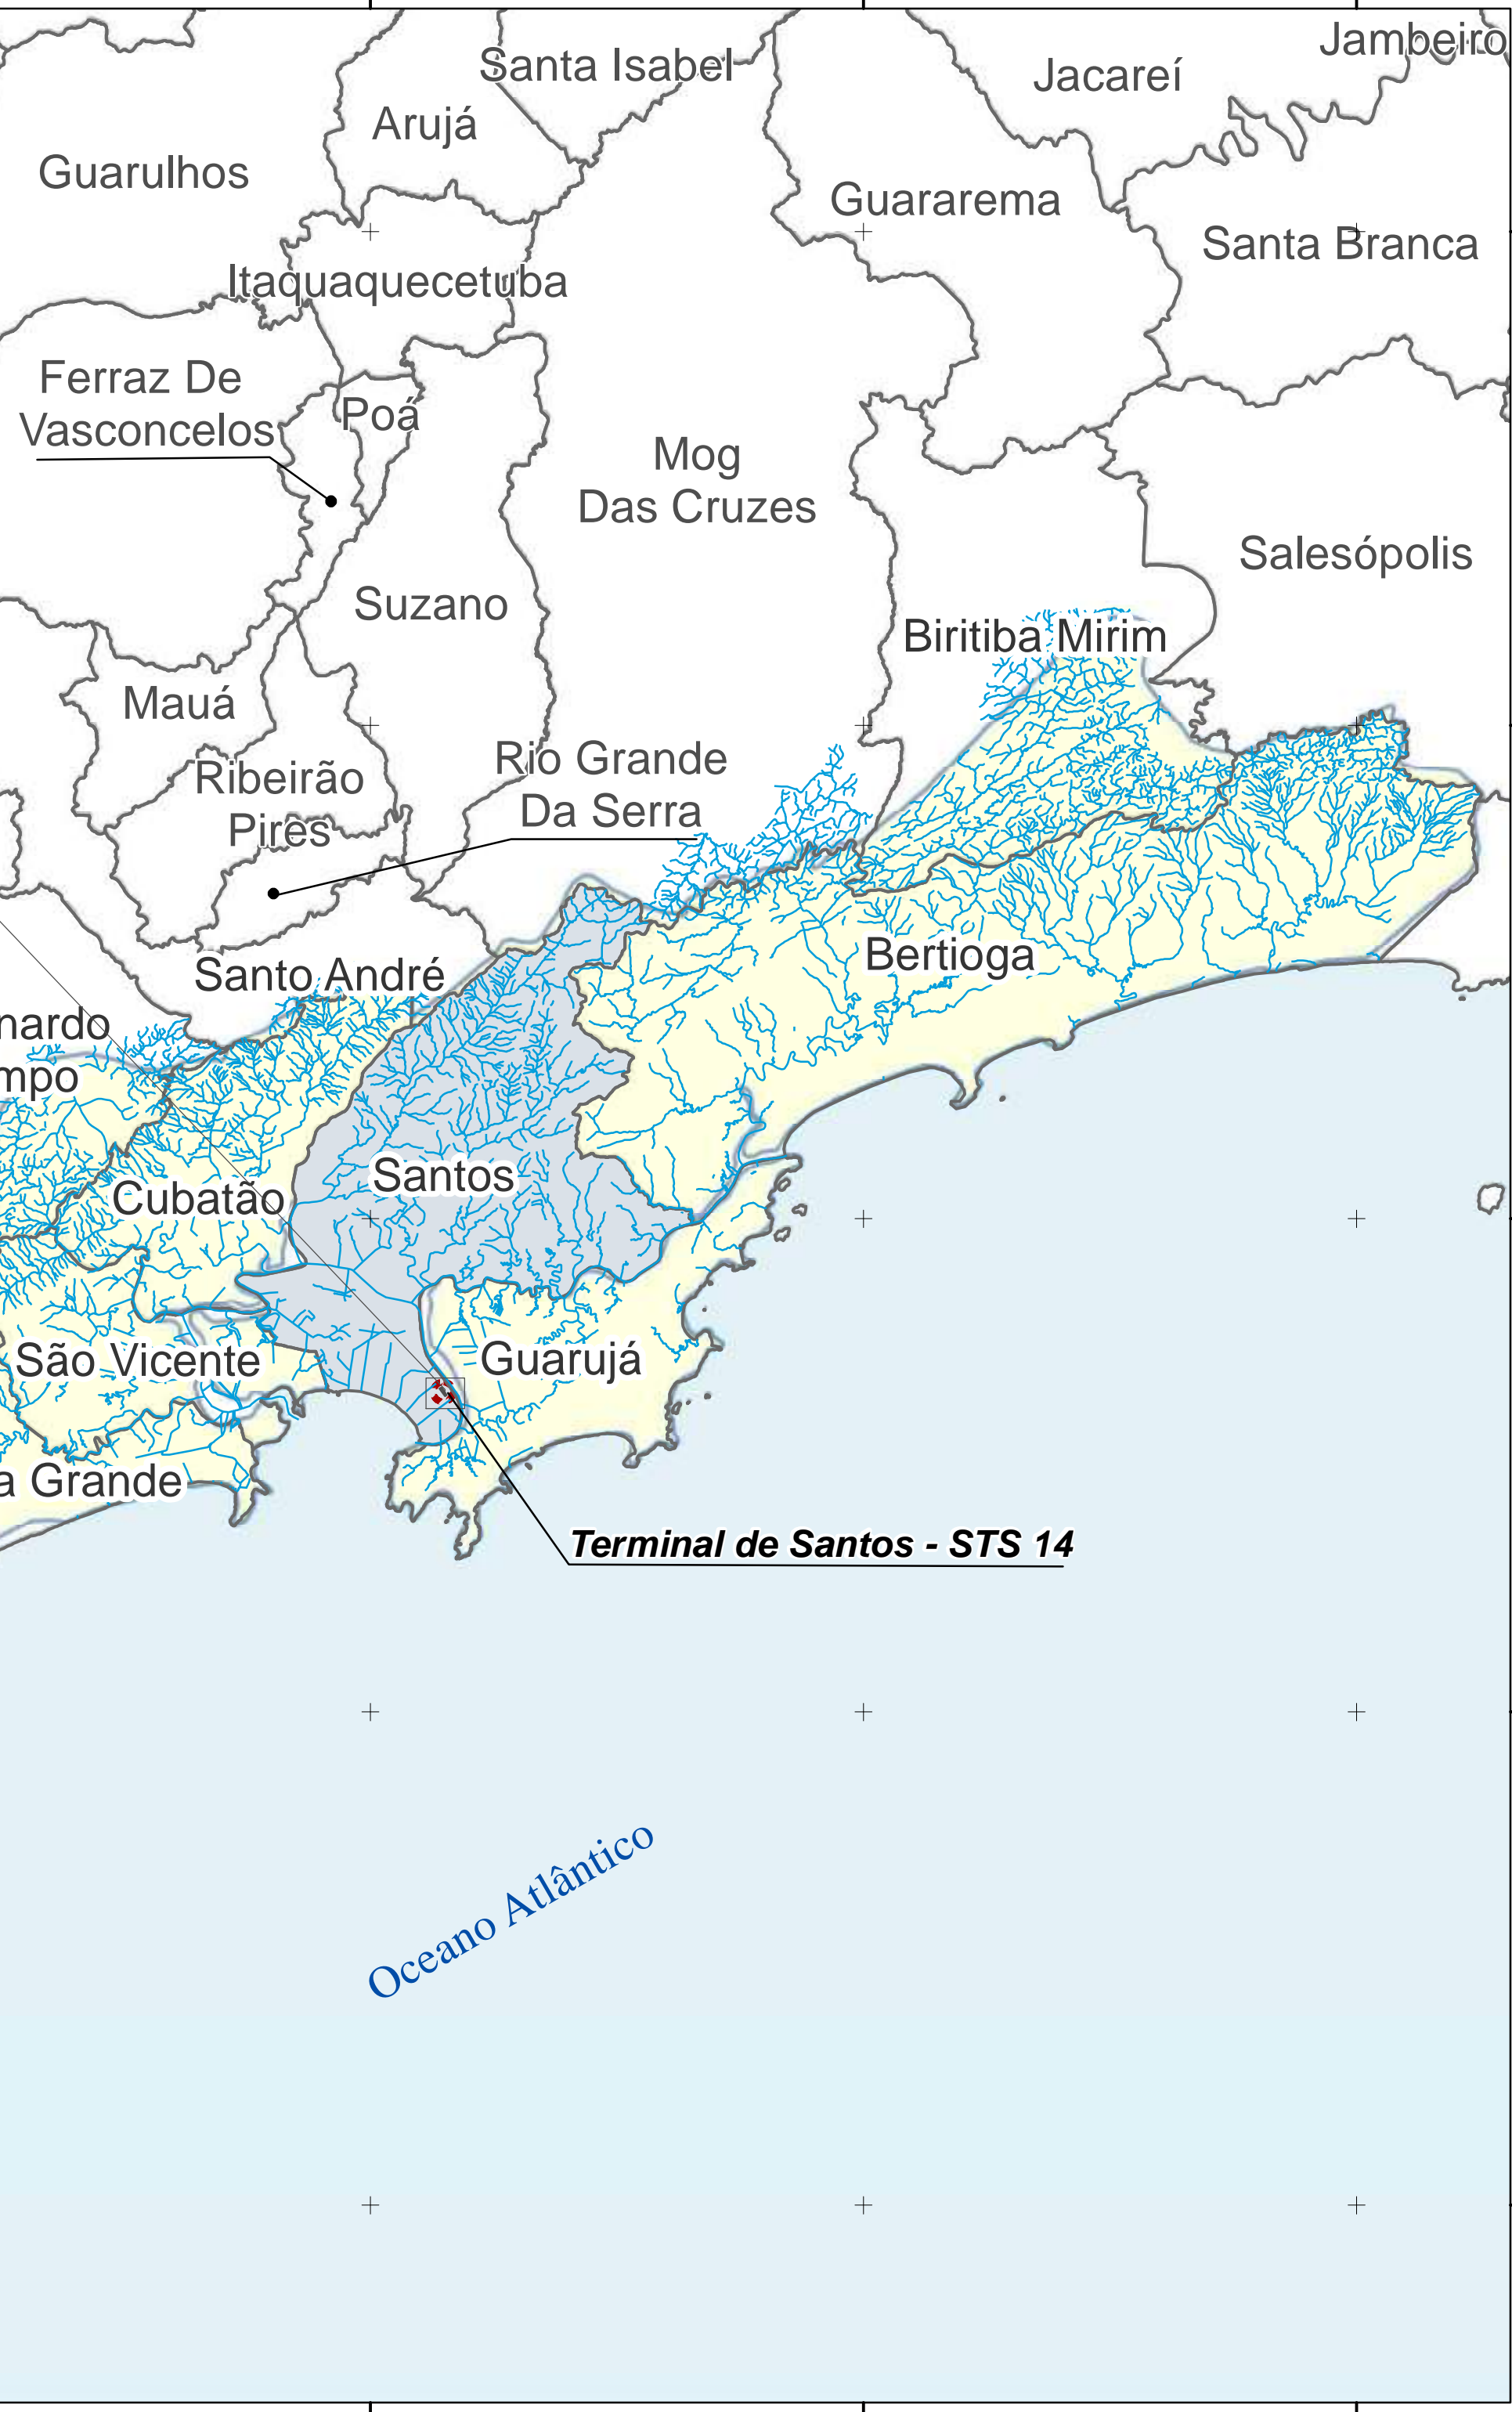 Jambeiro
Santa Isabel
Jacareí
Arujá
Guarulhos
Guararema
Santa Branca
Itaquaquecetuba
Ferraz De
Vasconcelos
Poá
Mog
Das Cruzes
Salesópolis
Suzano
Biritiba Mirim
Mauá
Rio Grande
Da Serra
Ribeirão
Pires
Bertioga
Santo André
nardo
mpo
Santos
Cubatão
São Vicente
Guarujá
a Grande
Terminal de Santos - STS 14
Oceano Atlântico